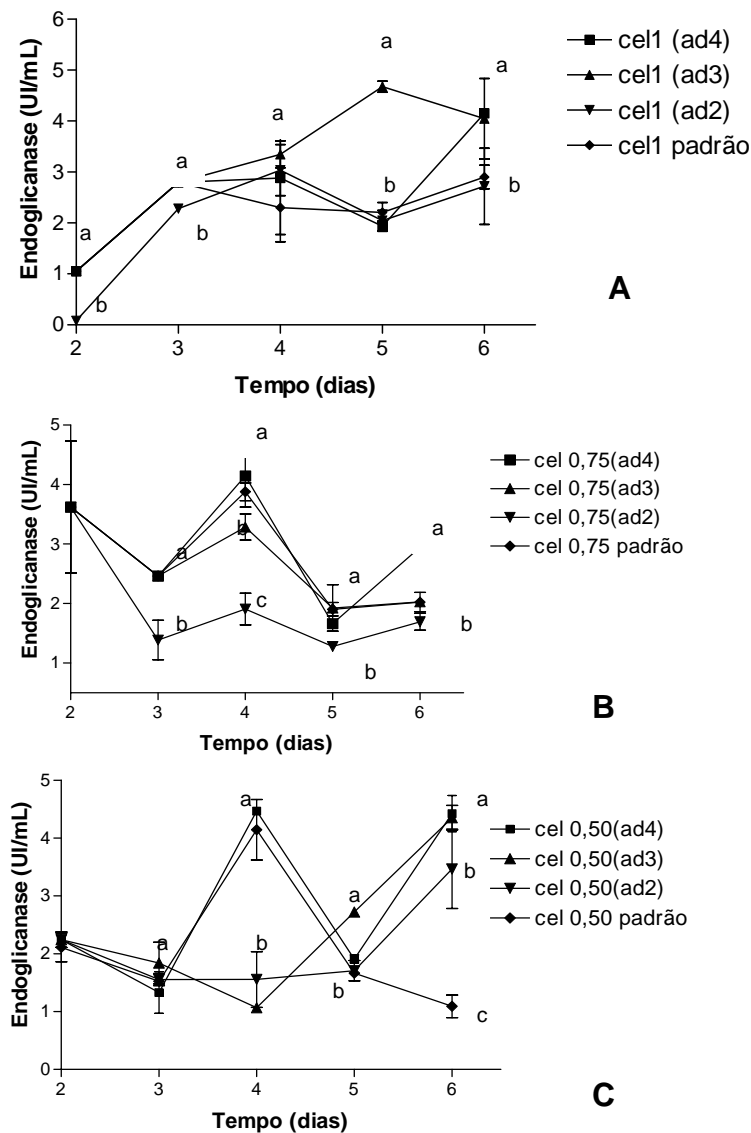 6
5
4
3
2
1
0
Endoglicanase (UI/mL)
a
a
a
a
a
b
b
b
b
2 3 4 5 6
Tempo (dias)
cel1 (ad4)
cel1 (ad3)
cel1 (ad2)
cel1 padrão
A
5
4
3
2
1
Endoglicanase (UI/mL)
a
a
b
a
a
b
c
b
b
2 3 4 5 6
Tempo (dias)
cel 0,75(ad4)
cel 0,75(ad3)
cel 0,75(ad2)
cel 0,75 padrão
B
5
4
3
2
1
0
Endoglicanase (UI/mL)
a
a
a
a
b
b
b
c
2 3 4 5 6
Tempo (dias)
cel 0,50(ad4)
cel 0,50(ad3)
cel 0,50(ad2)
cel 0,50 padrão
C